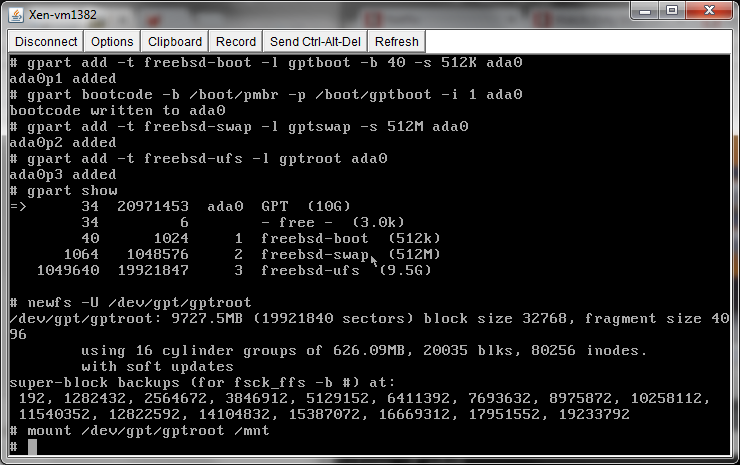 Xen-vm1382
Disconnect Options Clipboard Record Send Ctrl-Alt-Del Refresh
# gpart add -t freebsd-boot -l gptboot -b 40 -s 512K ada0
ada0p1 added
# gpart bootcode -b /boot/pmbr -p /boot/gptboot -i 1 ada0
bootcode written to ada0
# gpart add -t freebsd-swap -l gptswap -s 512M ada0
ada0p2 added
# gpart add -t freebsd-ufs -l gptroot ada0
ada0p3 added
# gpart show
=>      34  20971453  ada0  GPT  (10G)
        34         6        - free -  (3.0k)
        40      1024     1  freebsd-boot  (512k)
      1064   1048576     2  freebsd-swap  (512M)
   1049640  19921847     3  freebsd-ufs  (9.5G)
# newfs -U /dev/gpt/gptroot
/dev/gpt/gptroot: 9727.5MB (19921840 sectors) block size 32768, fragment size 40
96
        using 16 cylinder groups of 626.09MB, 20035 blks, 80256 inodes.
        with soft updates
super-block backups (for fsck_ffs -b #) at:
 192, 1282432, 2564672, 3846912, 5129152, 6411392, 7693632, 8975872, 10258112,
 11540352, 12822592, 14104832, 15387072, 16669312, 17951552, 19233792
# mount /dev/gpt/gptroot /mnt
#